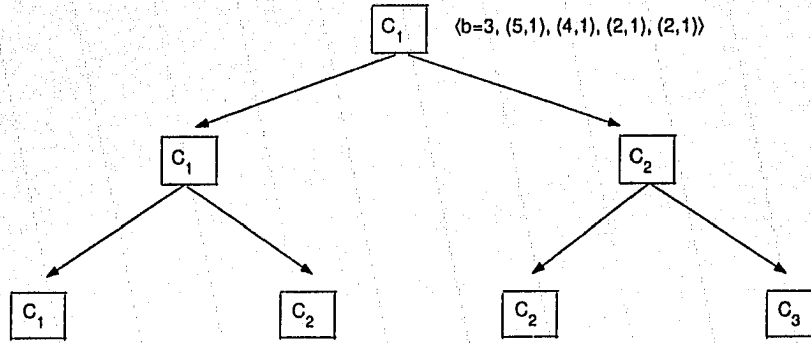 C₁ ⟨b=3, (5,1), (4,1), (2,1), (2,1)⟩
C₁ C₂
C₁ C₂ C₂ C₃